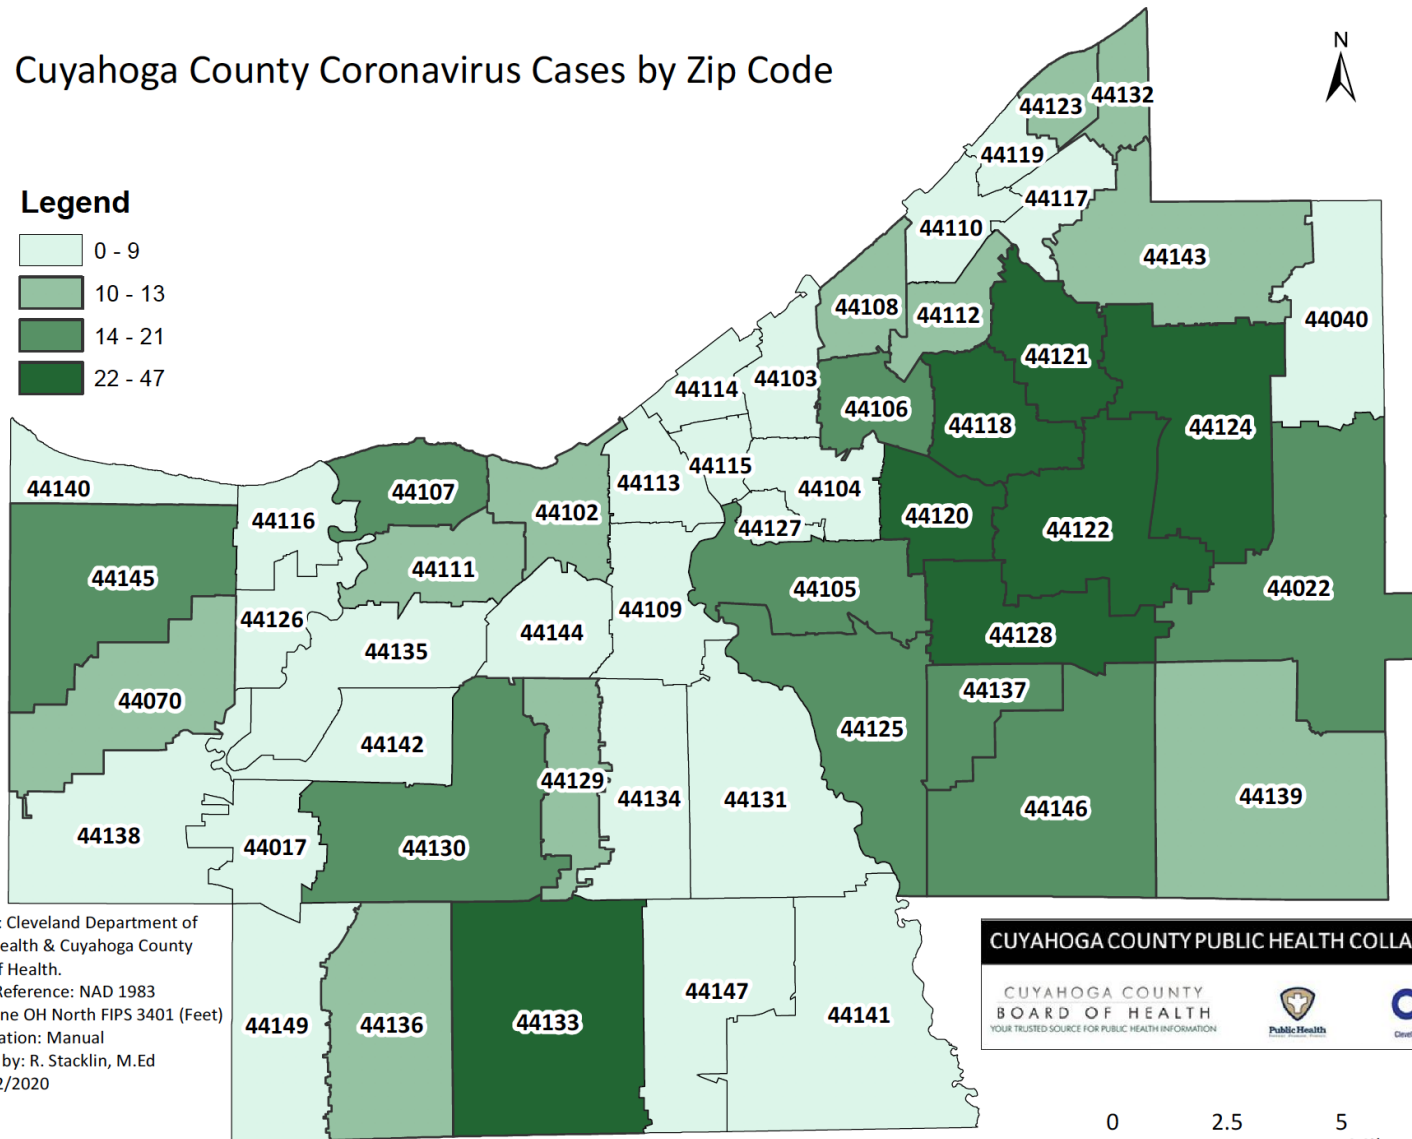 Cuyahoga County Coronavirus Cases by Zip Code
N
Legend
0 - 9
10 - 13
14 - 21
22 - 47
44123
44132
44119
44117
44110
44143
44108
44112
44040
44121
44114
44103
44106
44118
44124
44140
44107
44102
44113
44115
44104
44116
44127
44120
44122
44145
44111
44105
44022
44126
44109
44144
44128
44135
44070
44137
44142
44125
44129
44134
44131
44146
44139
44138
44017
44130
44149
44136
44133
44147
44141
: Cleveland Department of
ealth & Cuyahoga County
f Health.
Reference: NAD 1983
ne OH North FIPS 3401 (Feet)
ation: Manual
by: R. Stacklin, M.Ed
2/2020
CUYAHOGA COUNTY PUBLIC HEALTH COLLA
CUYAHOGA COUNTY
BOARD OF HEALTH
YOUR TRUSTED SOURCE FOR PUBLIC HEALTH INFORMATION
Public Health
Clevel
0 2.5 5